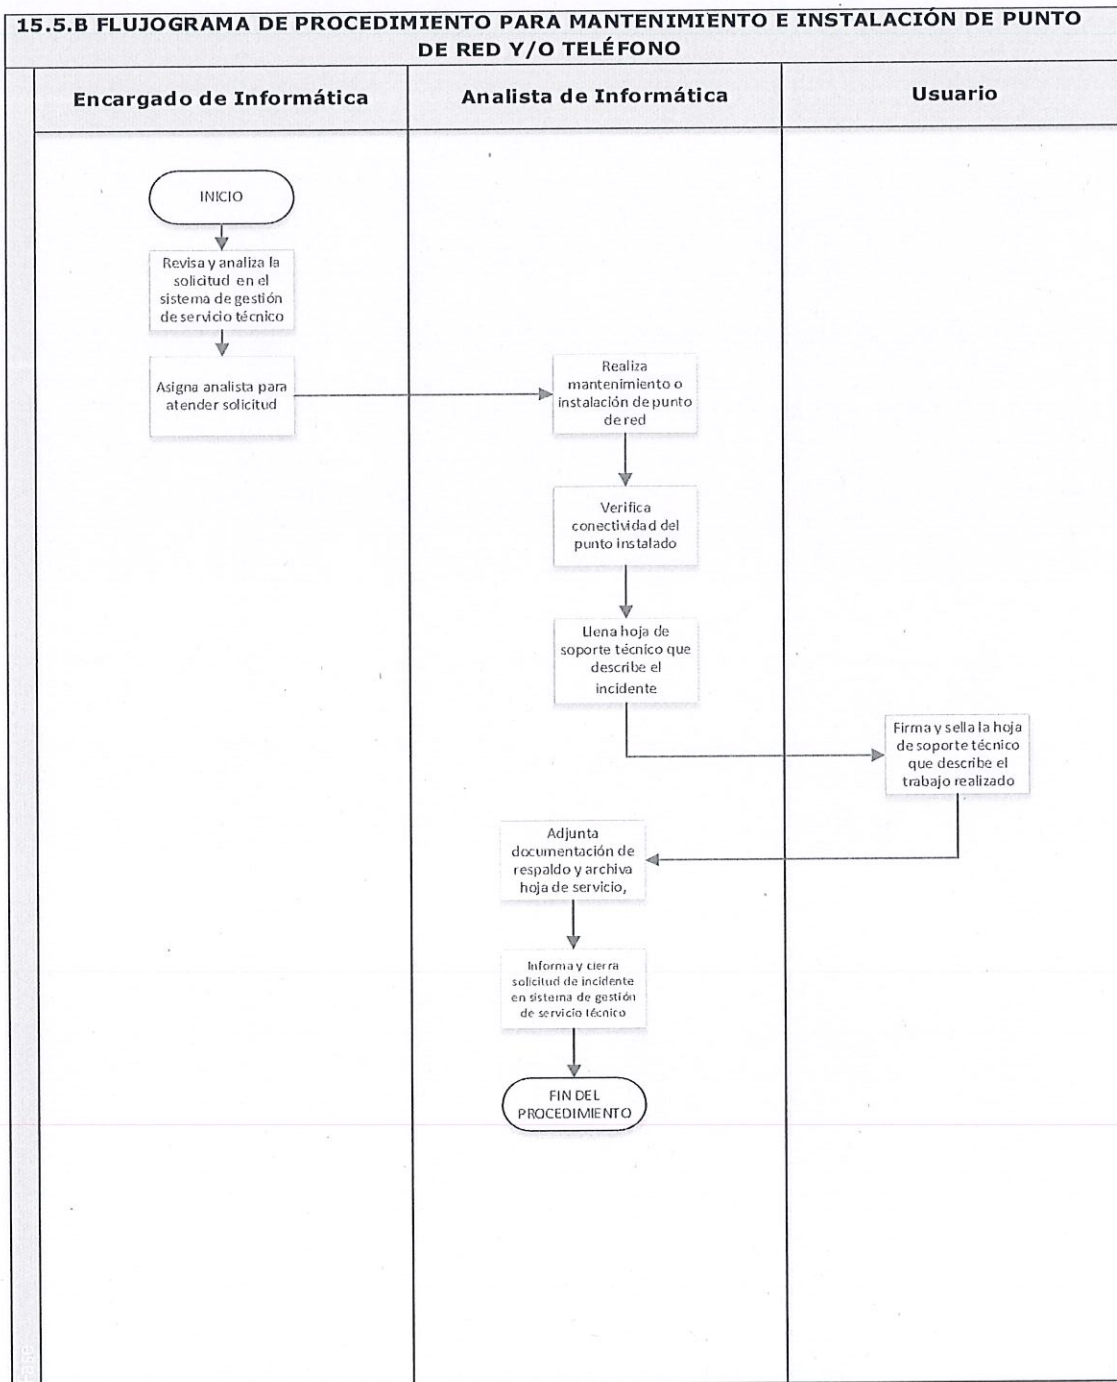 15.5.B FLUJOGRAMA DE PROCEDIMIENTO PARA MANTENIMIENTO E INSTALACIÓN DE PUNTO
DE RED Y/O TELÉFONO
Encargado de Informática
Analista de Informática
Usuario
INICIO
Revisa y analiza la
solicitud en el
sistema de gestión
de servicio técnico
Asigna analista para
atender solicitud
Realiza
mantenimiento o
instalación de punto
de red
Verifica
conectividad del
punto instalado
Llena hoja de
soporte técnico que
describe el
incidente
Firma y sella la hoja
de soporte técnico
que describe el
trabajo realizado
Adjunta
documentación de
respaldo y archiva
hoja de servicio,
Informa y cierra
solicitud de incidente
en sistema de gestión
de servicio técnico
FIN DEL
PROCEDIMIENTO
Fase